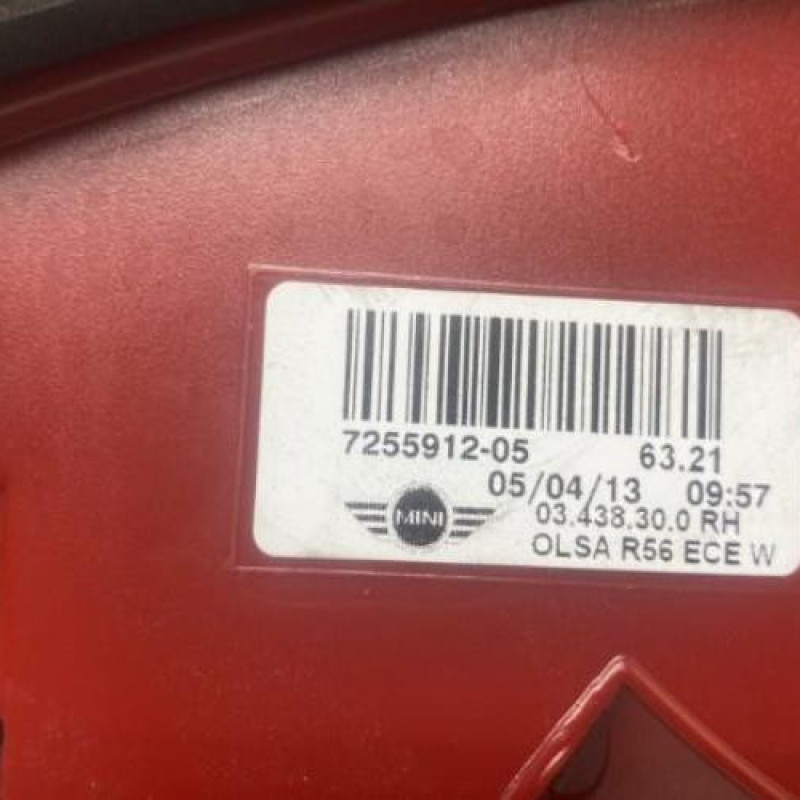 7255912-05 63.21
05/04/13 09:57
MINI 03.438.30.0 RH
OLSA R56 ECE W